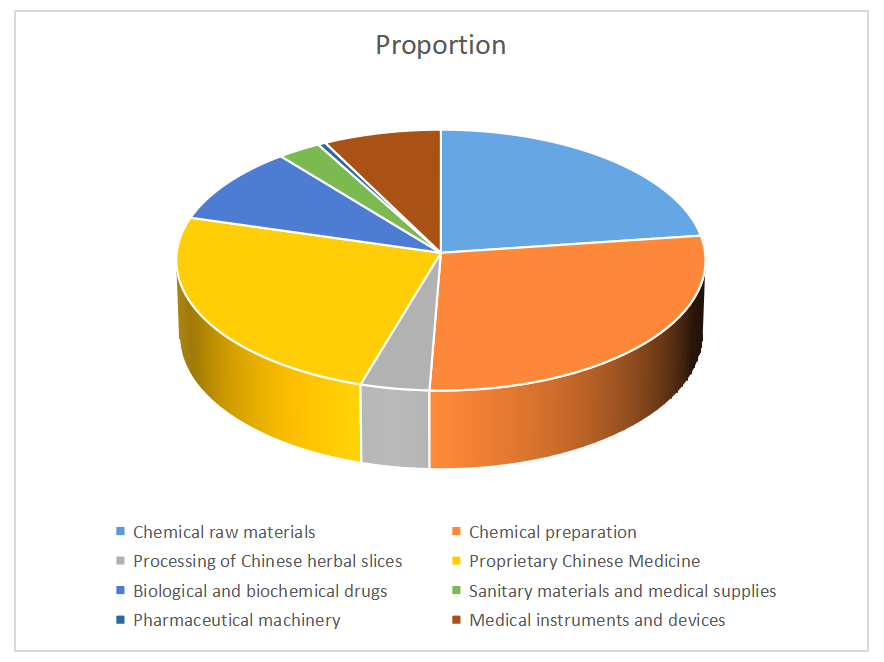 Proportion
Chemical raw materials
Chemical preparation
Processing of Chinese herbal slices
Proprietary Chinese Medicine
Biological and biochemical drugs
Sanitary materials and medical supplies
Pharmaceutical machinery
Medical instruments and devices